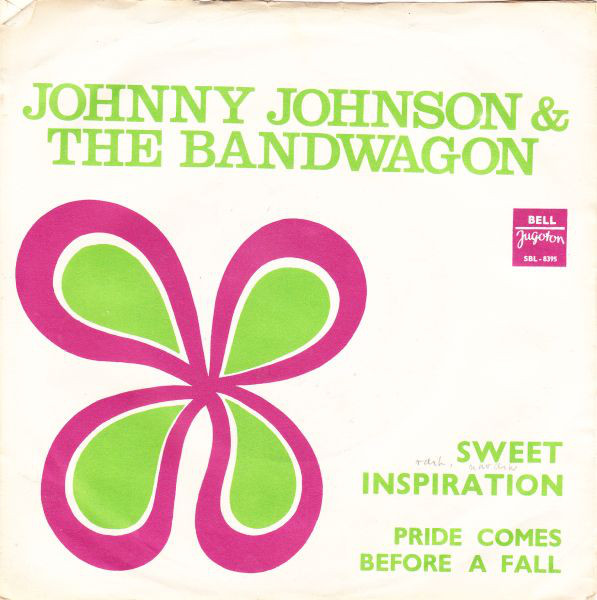 JOHNNY JOHNSON &
THE BANDWAGON
BELL
Jugoton
SBL - 8395
SWEET
INSPIRATION
PRIDE COMES
BEFORE A FALL